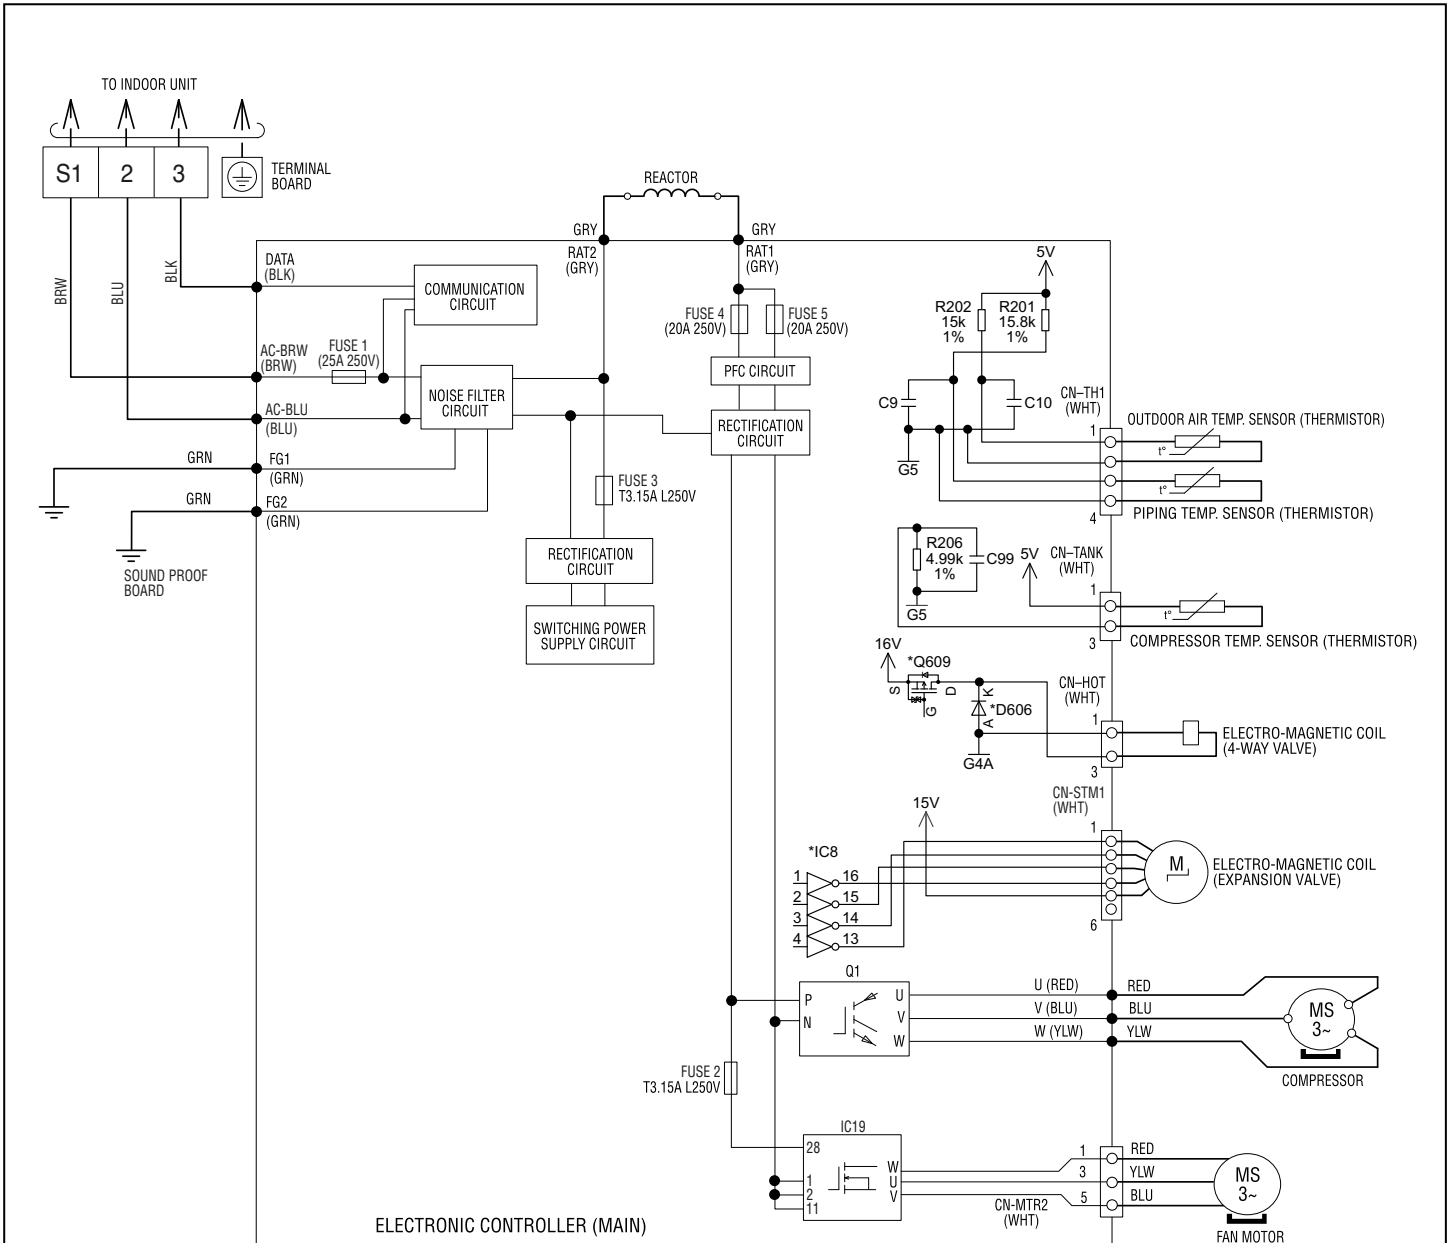 TO INDOOR UNIT
S1
2
3
TERMINAL
BOARD
REACTOR
GRY
GRY
RAT2
(GRY)
RAT1
(GRY)
DATA
(BLK)
BRW
BLU
BLK
COMMUNICATION
CIRCUIT
FUSE 4
(20A 250V)
FUSE 5
(20A 250V)
AC-BRW
(BRW)
FUSE 1
(25A 250V)
PFC CIRCUIT
NOISE FILTER
CIRCUIT
AC-BLU
(BLU)
RECTIFICATION
CIRCUIT
GRN
FG1
(GRN)
GRN
FG2
(GRN)
FUSE 3
T3.15A L250V
SOUND PROOF
BOARD
RECTIFICATION
CIRCUIT
SWITCHING POWER
SUPPLY CIRCUIT
5V
R202
15k
1%
R201
15.8k
1%
C9
C10
G5
CN–TH1
(WHT)
1
4
OUTDOOR AIR TEMP. SENSOR (THERMISTOR)
t°
t°
PIPING TEMP. SENSOR (THERMISTOR)
R206
4.99k
1%
C99
5V
G5
CN–TANK
(WHT)
1
3
t°
COMPRESSOR TEMP. SENSOR (THERMISTOR)
16V
*Q609
S
D
G
K
*D606
A
G4A
CN–HOT
(WHT)
1
3
ELECTRO-MAGNETIC COIL
(4-WAY VALVE)
CN-STM1
(WHT)
15V
1
6
*IC8
1
16
2
15
3
14
4
13
M
ELECTRO-MAGNETIC COIL
(EXPANSION VALVE)
Q1
P
N
U
V
W
U (RED)
RED
V (BLU)
BLU
W (YLW)
YLW
MS
3~
COMPRESSOR
FUSE 2
T3.15A L250V
IC19
28
1
2
11
W
U
V
1
RED
3
YLW
5
BLU
CN-MTR2
(WHT)
MS
3~
FAN MOTOR
ELECTRONIC CONTROLLER (MAIN)